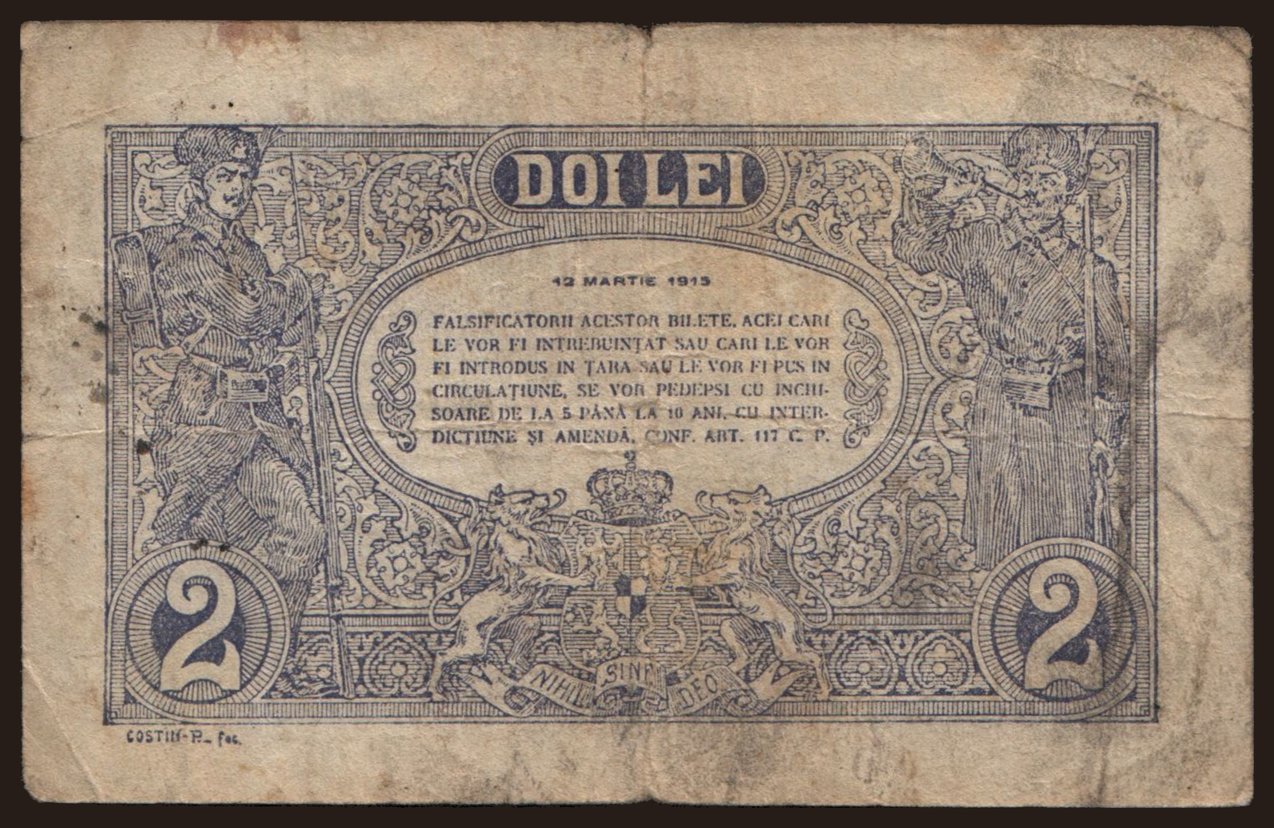 DOI LEI
12 MARTIE 1915
FALSIFICATORII ACESTOR BILETE, ACEI CARI
LE VOR FI INTREBUINȚAT SAU CARI LE VOR
FI INTRODUS IN ȚARA SAU LE VOR FI PUS IN
CIRCULAȚIUNE, SE VOR PEDEPSI CU INCHI-
SOARE DE LA 5 PÂNĂ LA 10 ANI, CU INTER-
DICTIUNE ȘI AMENDĂ, CONF. ART. 117 C. P.
2 2
NIHIL SINE DEO
COSTIN-P_ fec.